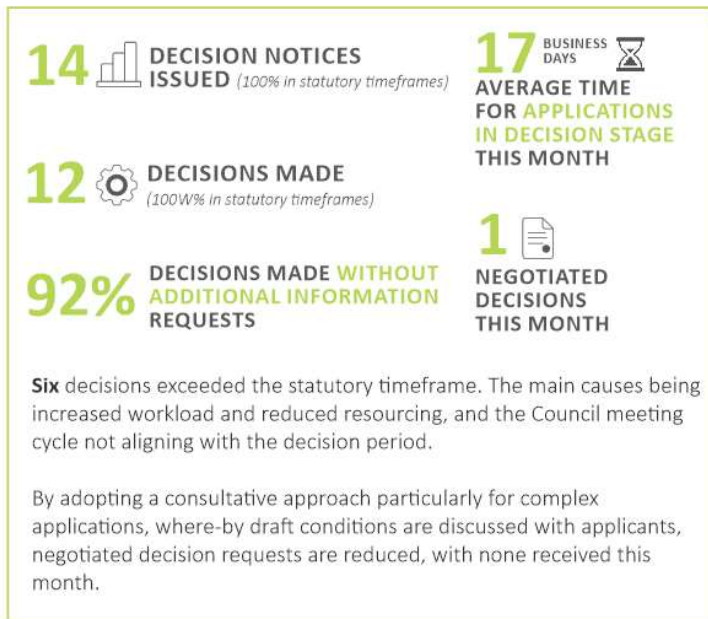 14 DECISION NOTICES
ISSUED (100% in statutory timeframes)
12 DECISIONS MADE
(100W% in statutory timeframes)
92% DECISIONS MADE WITHOUT
ADDITIONAL INFORMATION
REQUESTS
17 BUSINESS
DAYS
AVERAGE TIME
FOR APPLICATIONS
IN DECISION STAGE
THIS MONTH
1
NEGOTIATED
DECISIONS
THIS MONTH
Six decisions exceeded the statutory timeframe. The main causes being
increased workload and reduced resourcing, and the Council meeting
cycle not aligning with the decision period.
By adopting a consultative approach particularly for complex
applications, where-by draft conditions are discussed with applicants,
negotiated decision requests are reduced, with none received this
month.